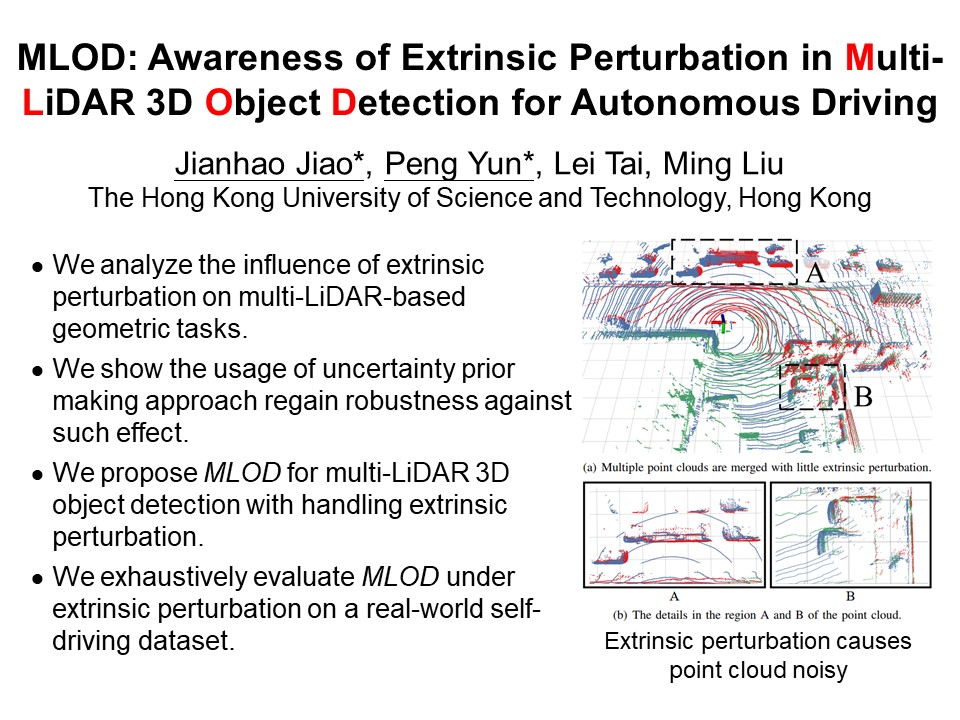 MLOD: Awareness of Extrinsic Perturbation in Multi-
LiDAR 3D Object Detection for Autonomous Driving
Jianhao Jiao*, Peng Yun*, Lei Tai, Ming Liu
The Hong Kong University of Science and Technology, Hong Kong
● We analyze the influence of extrinsic
perturbation on multi-LiDAR-based
geometric tasks.
● We show the usage of uncertainty prior
making approach regain robustness against
such effect.
● We propose MLOD for multi-LiDAR 3D
object detection with handling extrinsic
perturbation.
● We exhaustively evaluate MLOD under
extrinsic perturbation on a real-world self-
driving dataset.
A
B
(a) Multiple point clouds are merged with little extrinsic perturbation.
A B
(b) The details in the region A and B of the point cloud.
Extrinsic perturbation causes
point cloud noisy